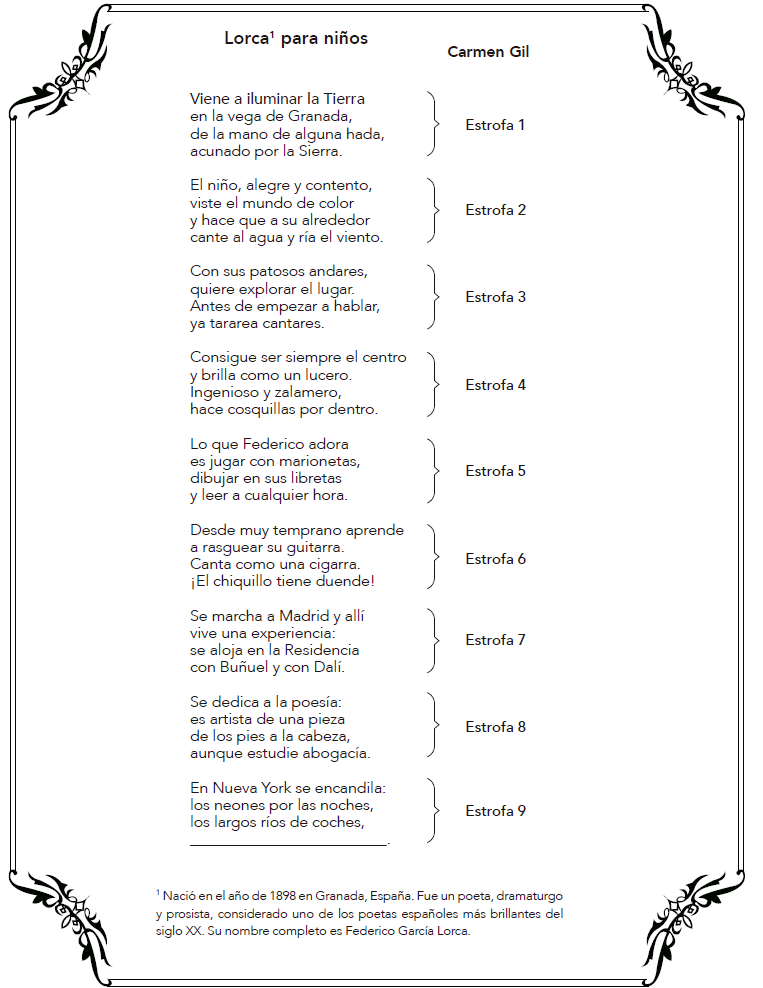 Lorca¹ para niños
Carmen Gil
Viene a iluminar la Tierra
en la vega de Granada,
de la mano de alguna hada,
acunado por la Sierra.
Estrofa 1
El niño, alegre y contento,
viste el mundo de color
y hace que a su alrededor
cante al agua y ría el viento.
Estrofa 2
Con sus patosos andares,
quiere explorar el lugar.
Antes de empezar a hablar,
ya tararea cantares.
Estrofa 3
Consigue ser siempre el centro
y brilla como un lucero.
Ingenioso y zalamero,
hace cosquillas por dentro.
Estrofa 4
Lo que Federico adora
es jugar con marionetas,
dibujar en sus libretas
y leer a cualquier hora.
Estrofa 5
Desde muy temprano aprende
a rasguear su guitarra.
Canta como una cigarra.
¡El chiquillo tiene duende!
Estrofa 6
Se marcha a Madrid y allí
vive una experiencia:
se aloja en la Residencia
con Buñuel y con Dalí.
Estrofa 7
Se dedica a la poesía:
es artista de una pieza
de los pies a la cabeza,
aunque estudie abogacía.
Estrofa 8
En Nueva York se encandila:
los neones por las noches,
los largos ríos de coches,
_________________________.
Estrofa 9
¹ Nació en el año de 1898 en Granada, España. Fue un poeta, dramaturgo
y prosista, considerado uno de los poetas españoles más brillantes del
siglo XX. Su nombre completo es Federico García Lorca.